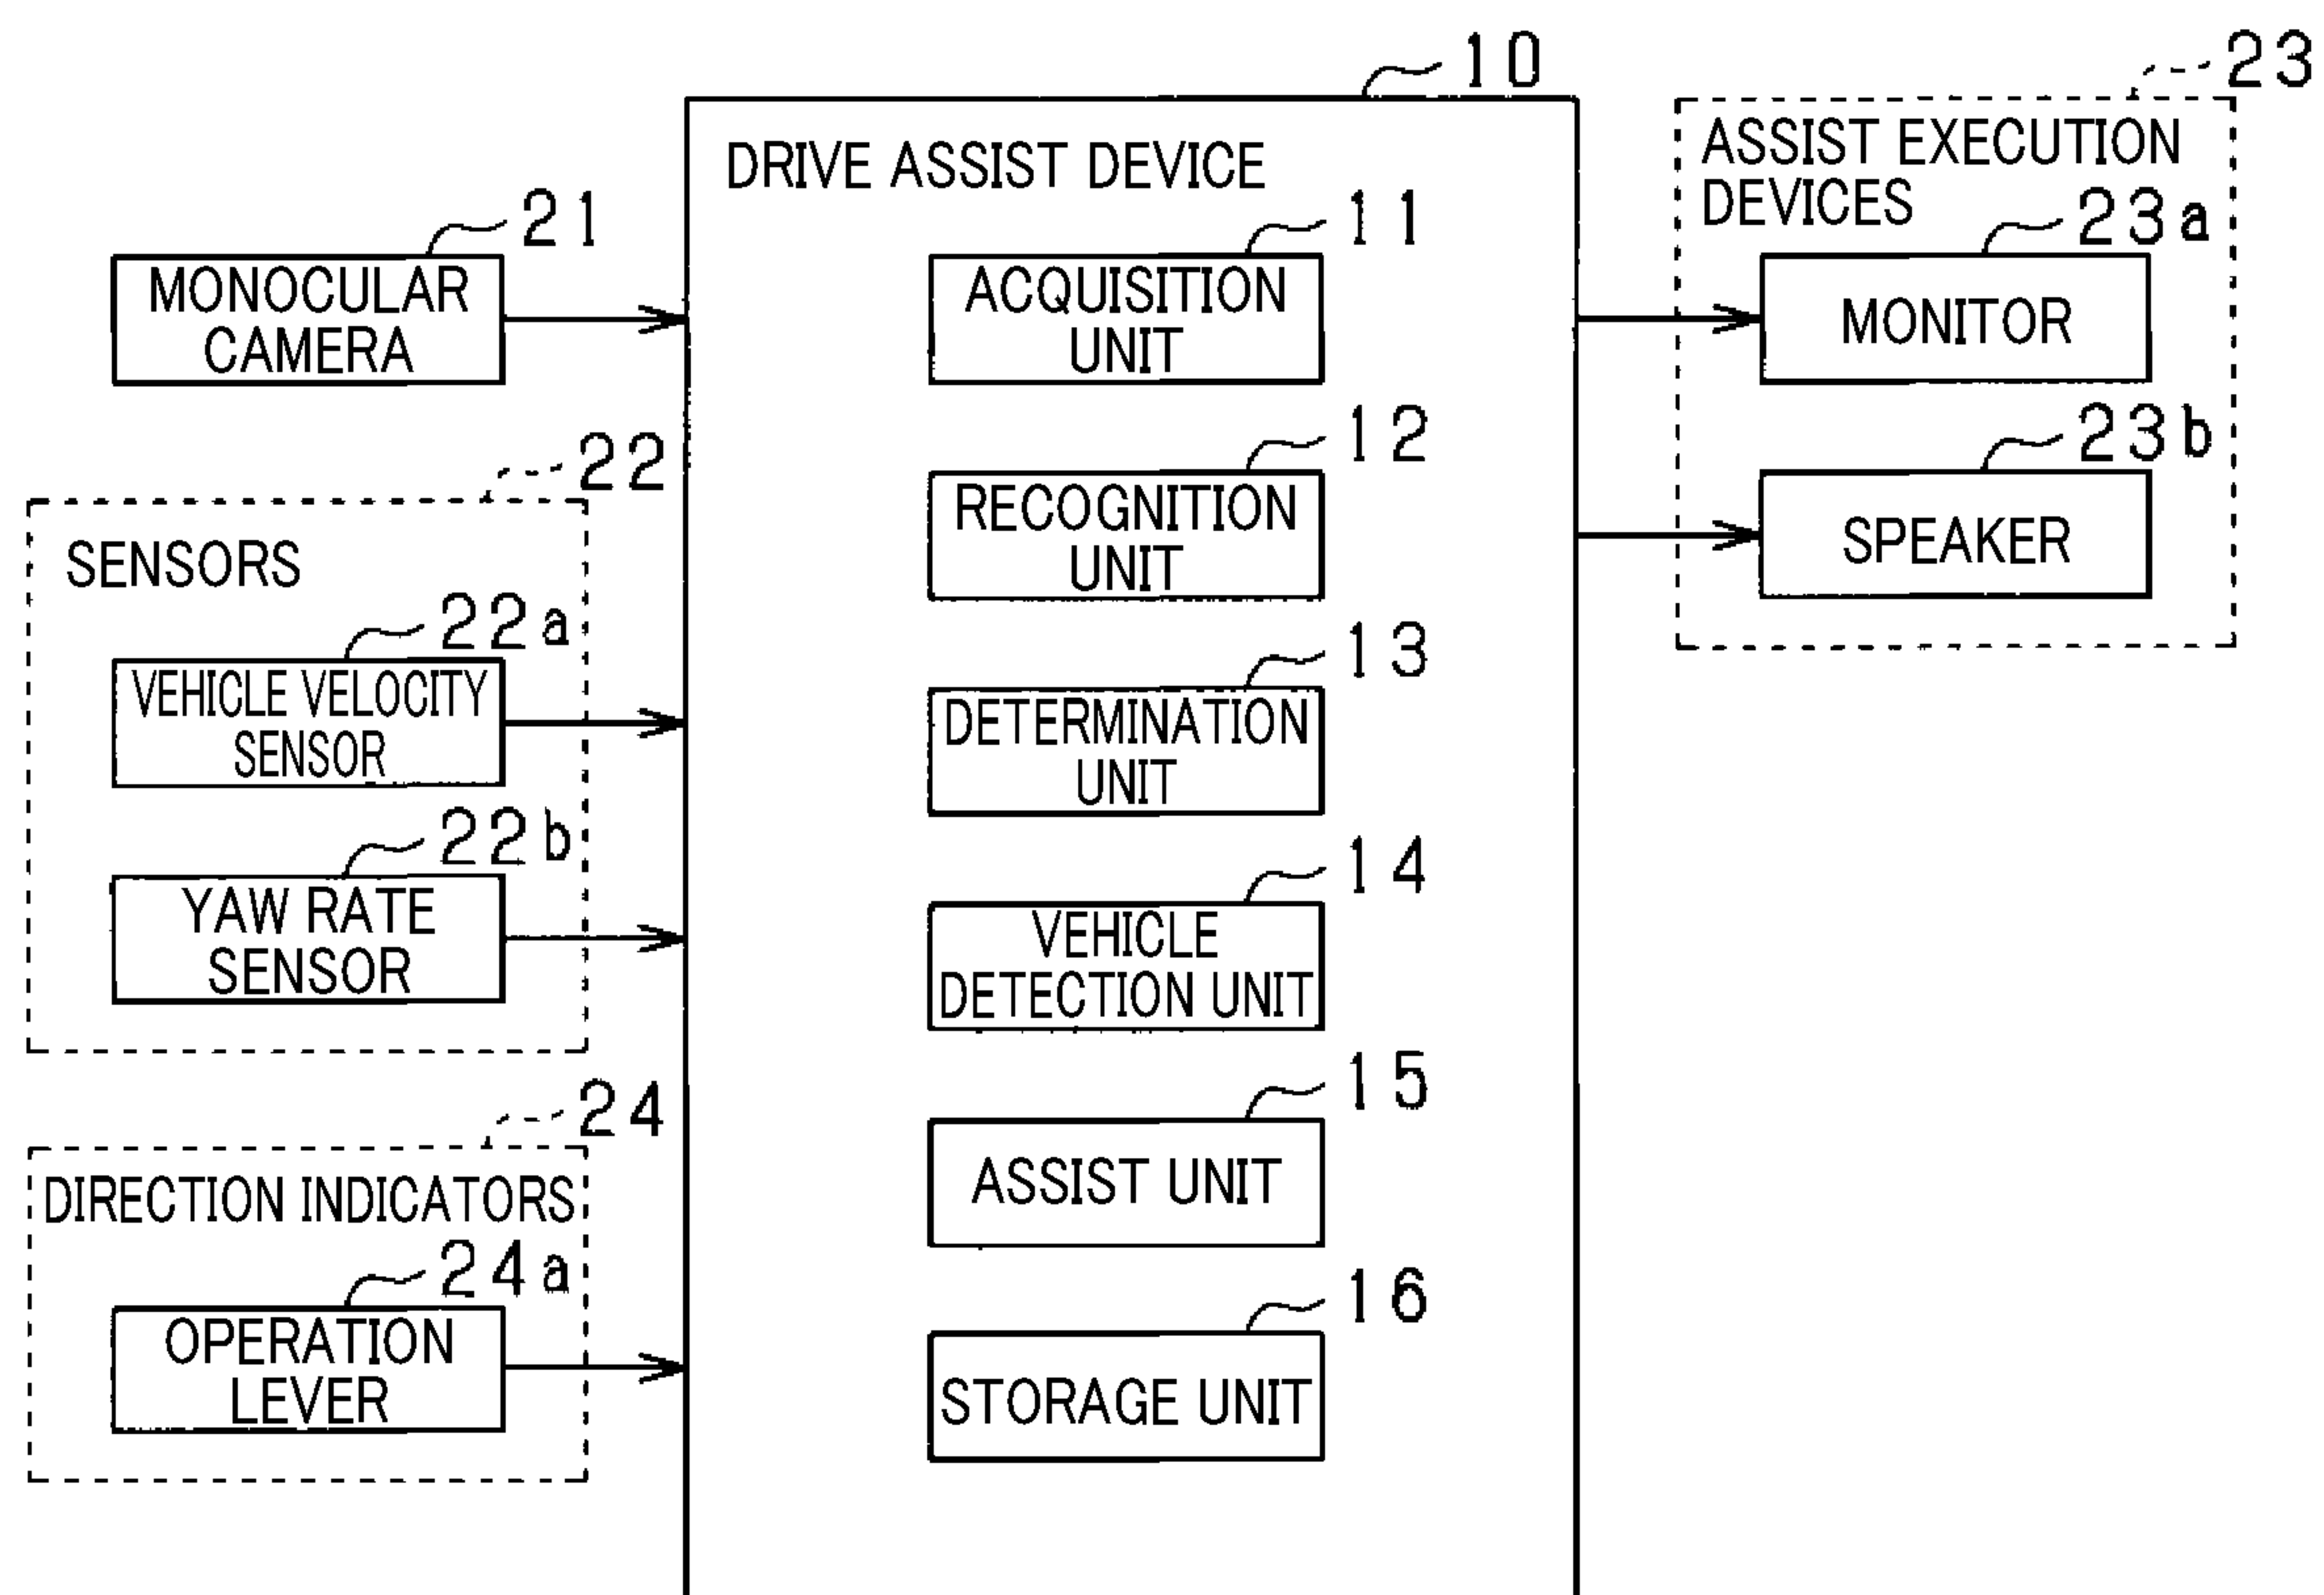 10
DRIVE ASSIST DEVICE
21
MONOCULAR
CAMERA
22
SENSORS
22a
VEHICLE VELOCITY
SENSOR
22b
YAW RATE
SENSOR
24
DIRECTION INDICATORS
24a
OPERATION
LEVER
11
ACQUISITION
UNIT
12
RECOGNITION
UNIT
13
DETERMINATION
UNIT
14
VEHICLE
DETECTION UNIT
15
ASSIST UNIT
16
STORAGE UNIT
23
ASSIST EXECUTION
DEVICES
23a
MONITOR
23b
SPEAKER